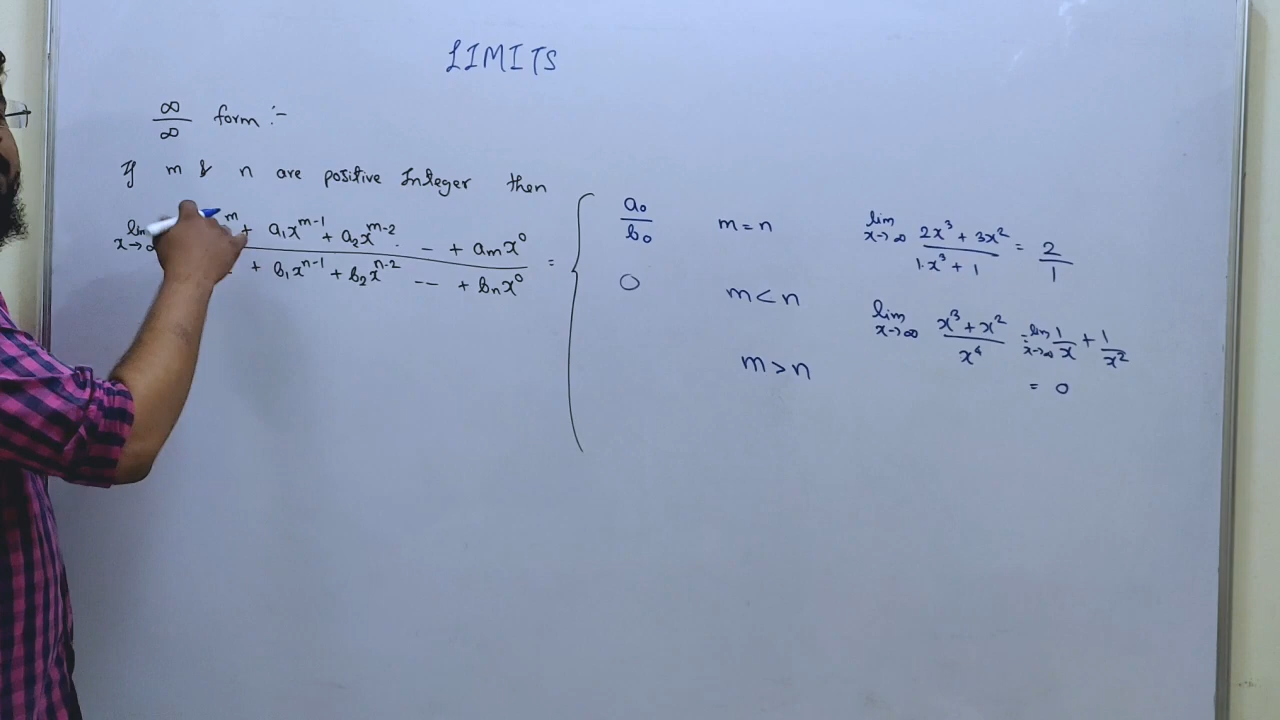 LIMITS
∞/∞ form :-
If m & n are positive Integer then
lim x→∞ x^m + a₁x^(m-1) + a₂x^(m-2) . -- + aₘx⁰
+ b₁x^(n-1) + b₂x^(n-2) -- + bₙx⁰
=
a₀/b₀ m = n
0 m < n
m > n
lim x→∞ (2x³ + 3x²)/(1·x³ + 1) = 2/1
lim x→∞ (x³ + x²)/x⁴ = lim x→∞ 1/x + 1/x²
= 0